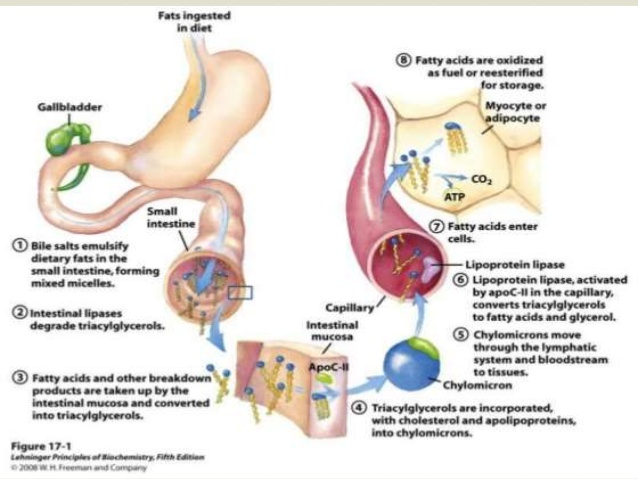 Fats ingested
in diet
Gallbladder
Small
intestine
① Bile salts emulsify
dietary fats in the
small intestine, forming
mixed micelles.
② Intestinal lipases
degrade triacylglycerols.
③ Fatty acids and other breakdown
products are taken up by the
intestinal mucosa and converted
into triacylglycerols.
Intestinal
mucosa
ApoC-II
④ Triacylglycerols are incorporated,
with cholesterol and apolipoproteins,
into chylomicrons.
Chylomicron
⑤ Chylomicrons move
through the lymphatic
system and bloodstream
to tissues.
⑥ Lipoprotein lipase, activated
by apoC-II in the capillary,
converts triacylglycerols
to fatty acids and glycerol.
Lipoprotein lipase
Capillary
⑦ Fatty acids enter
cells.
⑧ Fatty acids are oxidized
as fuel or reesterified
for storage.
Myocyte or
adipocyte
CO₂
ATP
Figure 17-1
Lehninger Principles of Biochemistry, Fifth Edition
© 2008 W. H. Freeman and Company